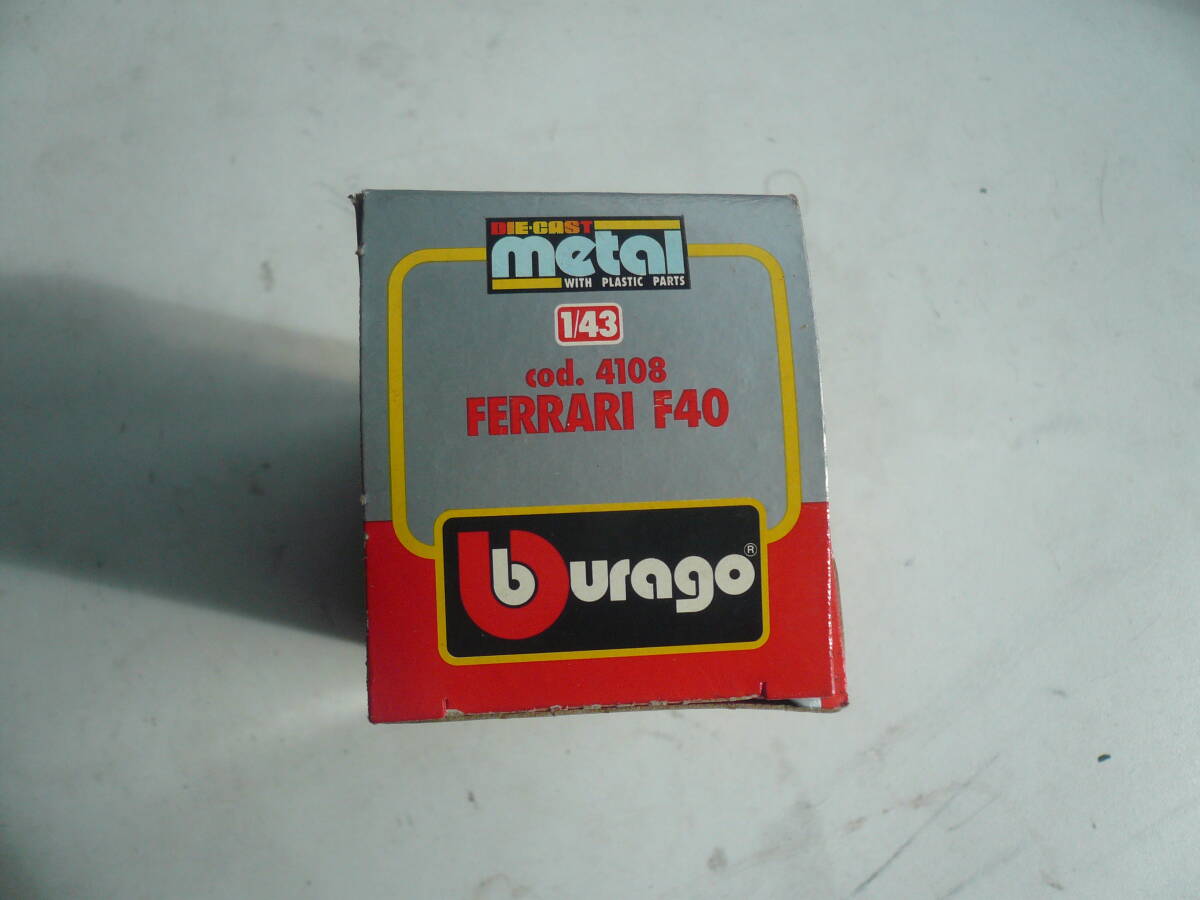 DIE-CAST
metal
WITH PLASTIC PARTS
1/43
cod. 4108
FERRARI F40
burago®